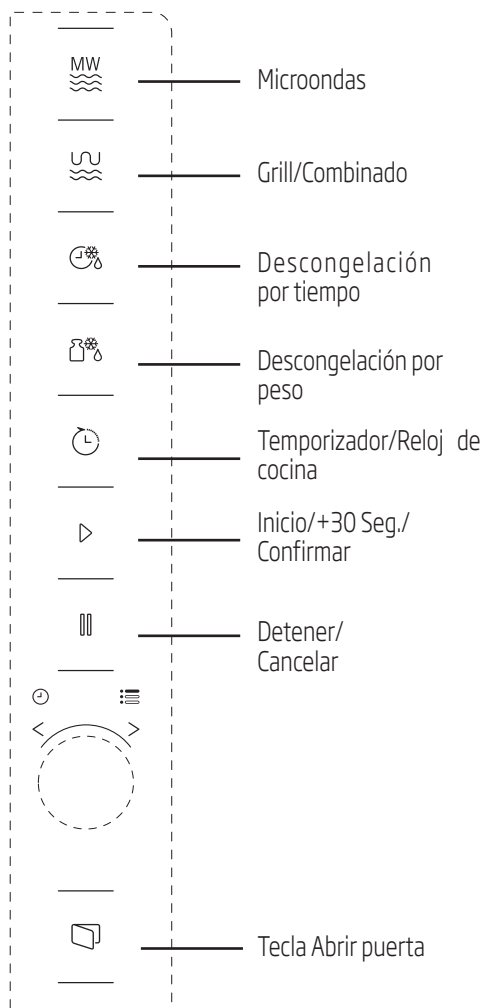 MW
Microondas
Grill/Combinado
Descongelación
por tiempo
Descongelación por
peso
Temporizador/Reloj de
cocina
Inicio/+30 Seg./
Confirmar
Detener/
Cancelar
Tecla Abrir puerta